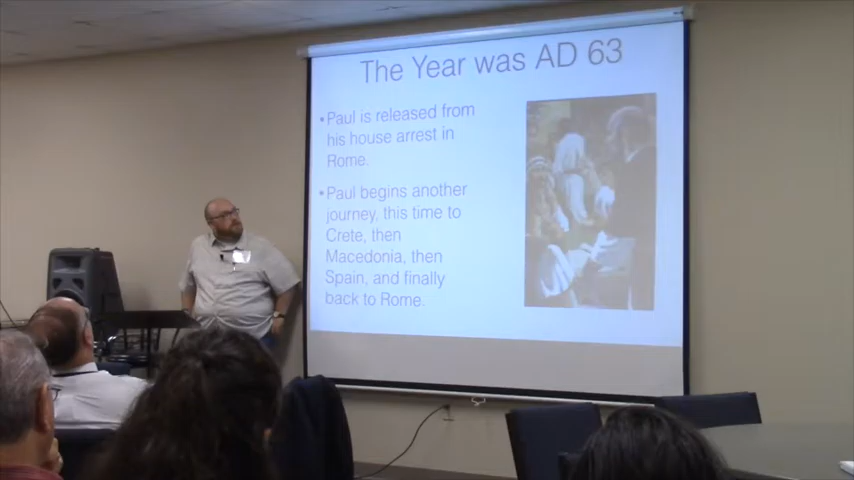 The Year was AD 63
• Paul is released from
his house arrest in
Rome.
• Paul begins another
journey, this time to
Crete, then
Macedonia, then
Spain, and finally
back to Rome.